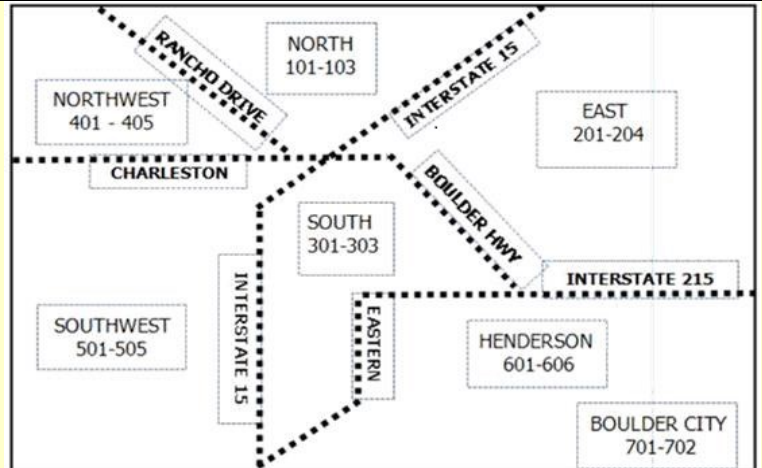 NORTH
101-103
RANCHO DRIVE
INTERSTATE 15
NORTHWEST
401 - 405
EAST
201-204
CHARLESTON
BOULDER HWY
SOUTH
301-303
INTERSTATE 215
INTERSTATE 15
EASTERN
SOUTHWEST
501-505
HENDERSON
601-606
BOULDER CITY
701-702